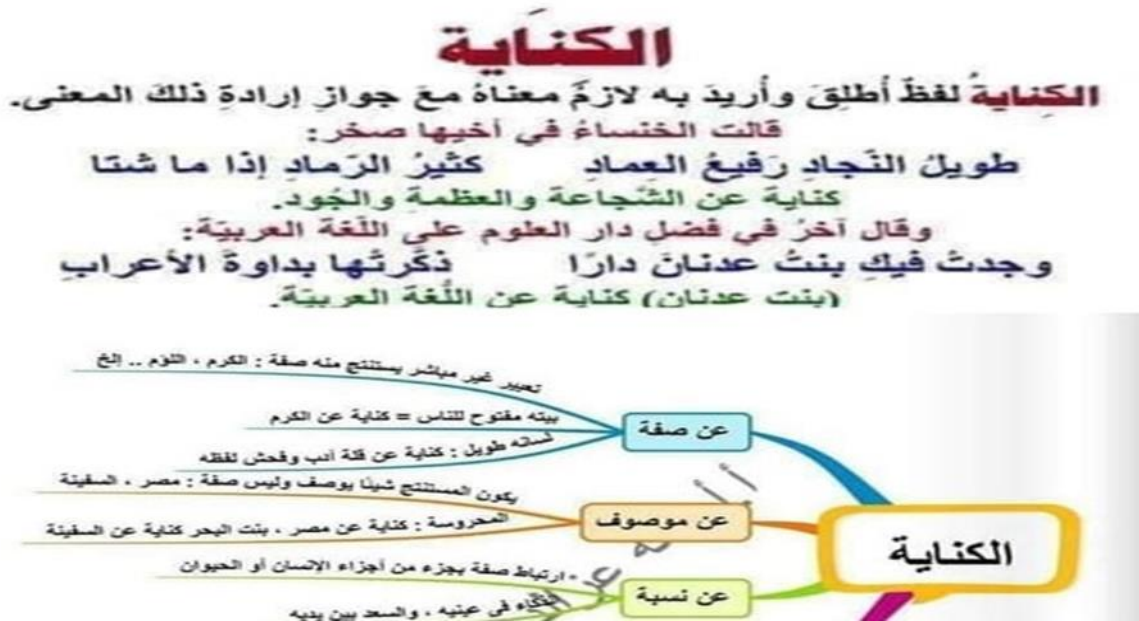 الكنَاية
الكِنايةُ لفظٌ أُطلِقَ وأُريدَ به لازمُ معناهُ معَ جوازِ إرادةِ ذلكَ المعنى.
قالت الخنساءُ في أخيها صخر:
طويلُ النِّجادِ رَفيعُ العِمادِ كثيرُ الرّمادِ إذا ما شتا
كناية عن الشّجاعة والعظمة والجُود.
وقال آخرُ في فضلِ دار العلوم على اللّغة العربيّة:
وجدتْ فيكِ بنتُ عدنانَ دارًا ذكّرتْها بداوةَ الأعرابِ
(بنت عدنان) كناية عن اللُّغة العربيّة.
تعبير غير مباشر يستنتج منه صفة : الكرم ، اللؤم .. إلخ
بيته مفتوح للناس = كناية عن الكرم
عن صفة
لسانه طويل : كناية عن قلة أدب وفحش لفظه
يكون المستنتج شيئا يوصف وليس صفة : مصر ، السفينة
عن موصوف
المحروسة : كناية عن مصر ، بنت البحر كناية عن السفينة
الكناية
- ارتباط صفة بجزء من أجزاء الانسان أو الحيوان
عن نسبة
الذكاء في عينيه ، والسعد بين يديه